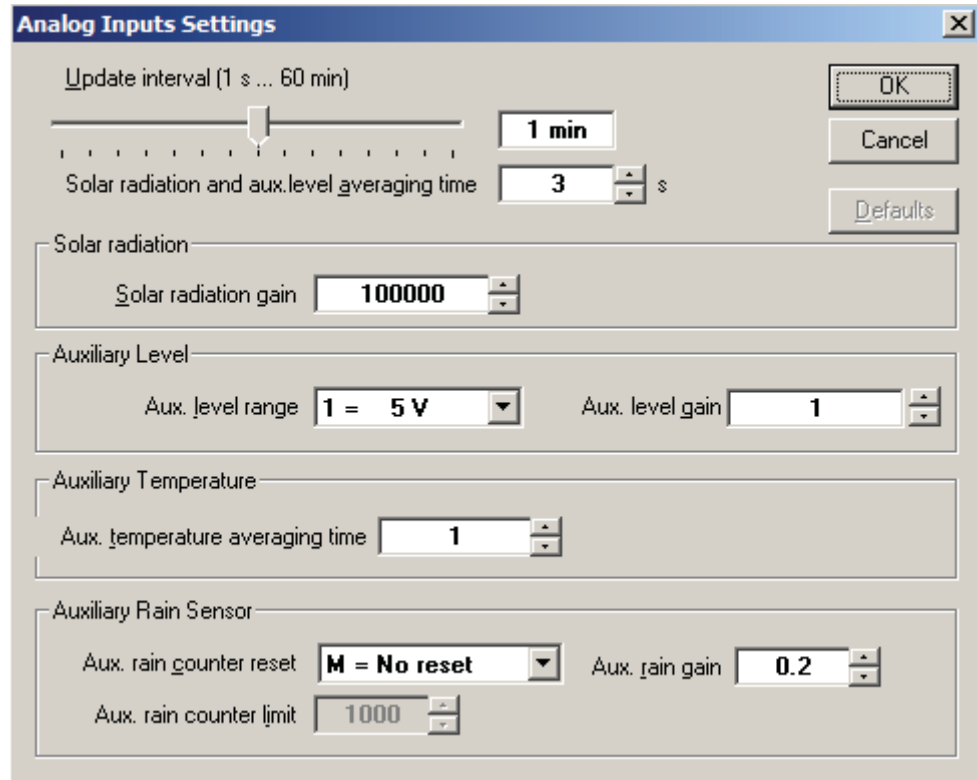 Analog Inputs Settings
Update interval (1 s ... 60 min)
1 min
OK
Cancel
Solar radiation and aux.level averaging time 3 s
Defaults
Solar radiation
Solar radiation gain 100000
Auxiliary Level
Aux. level range 1 = 5 V Aux. level gain 1
Auxiliary Temperature
Aux. temperature averaging time 1
Auxiliary Rain Sensor
Aux. rain counter reset M = No reset Aux. rain gain 0.2
Aux. rain counter limit 1000